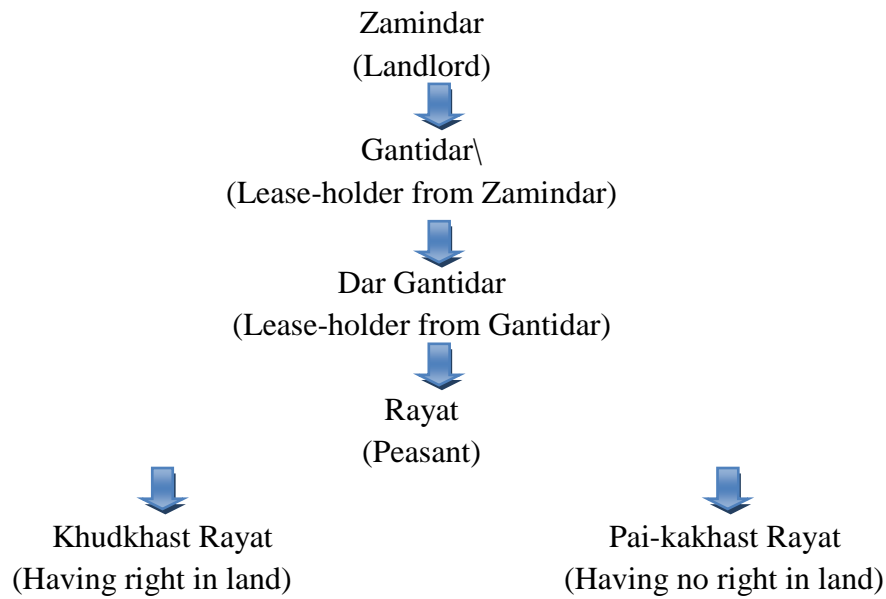 Zamindar
(Landlord)
Gantidar\
(Lease-holder from Zamindar)
Dar Gantidar
(Lease-holder from Gantidar)
Rayat
(Peasant)
Khudkhast Rayat
(Having right in land)
Pai-kakhast Rayat
(Having no right in land)